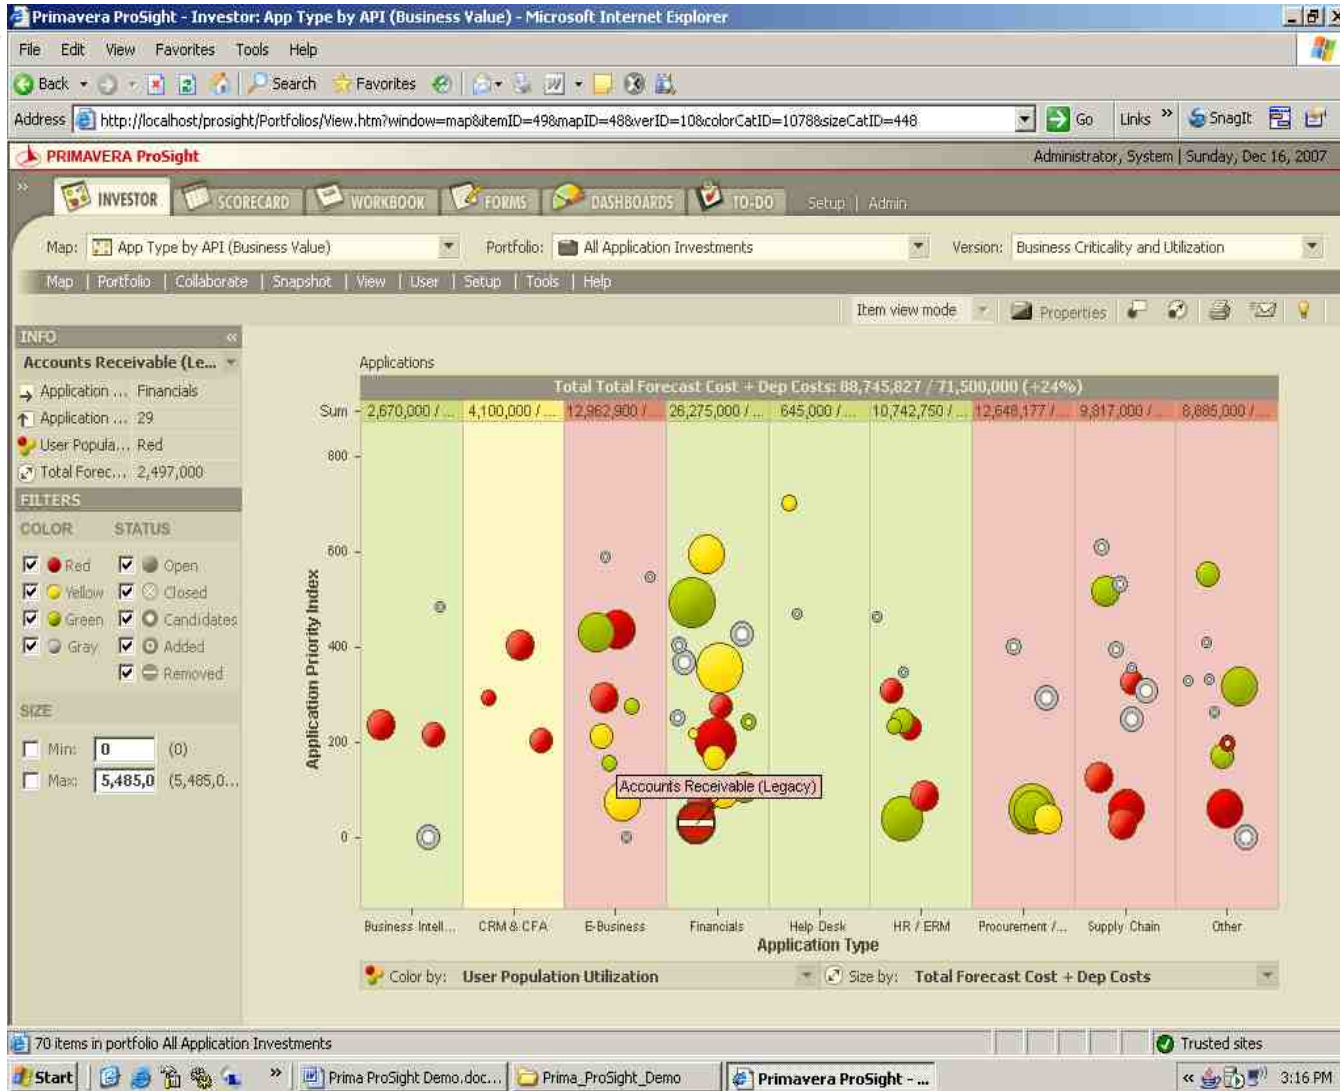 Primavera ProSight - Investor: App Type by API (Business Value) - Microsoft Internet Explorer
File Edit View Favorites Tools Help
Back Search Favorites
Address http://localhost/prosight/Portfolios/View.htm?window=map&itemID=49&mapID=48&verID=10&colorCatID=1078&sizeCatID=448 Go Links » SnagIt
PRIMAVERA ProSight Administrator, System | Sunday, Dec 16, 2007
» INVESTOR SCORECARD WORKBOOK FORMS DASHBOARDS TO-DO Setup | Admin
Map: App Type by API (Business Value) Portfolio: All Application Investments Version: Business Criticality and Utilization
Map | Portfolio | Collaborate | Snapshot | View | User | Setup | Tools | Help
Item view mode Properties
INFO «
Accounts Receivable (Le...
Application ... Financials
Application ... 29
User Popula... Red
Total Forec... 2,497,000
FILTERS
COLOR STATUS
Red Open
Yellow Closed
Green Candidates
Gray Added
Removed
SIZE
Min: 0 (0)
Max: 5,485,0 (5,485,0...
Applications
Total Total Forecast Cost + Dep Costs: 88,745,827 / 71,500,000 (+24%)
Sum 2,670,000 / ... 4,100,000 / ... 12,962,900 / ... 26,275,000 / ... 645,000 / ... 10,742,750 / ... 12,648,177 / ... 9,817,000 / ... 8,885,000 / ...
800
600
400
200
0
Application Priority Index
Accounts Receivable (Legacy)
Business Intell... CRM & CFA E-Business Financials Help Desk HR / ERM Procurement /... Supply Chain Other
Application Type
Color by: User Population Utilization Size by: Total Forecast Cost + Dep Costs
70 items in portfolio All Application Investments Trusted sites
Start » Prima ProSight Demo.doc... Prima_ProSight_Demo Primavera ProSight - ... « 3:16 PM